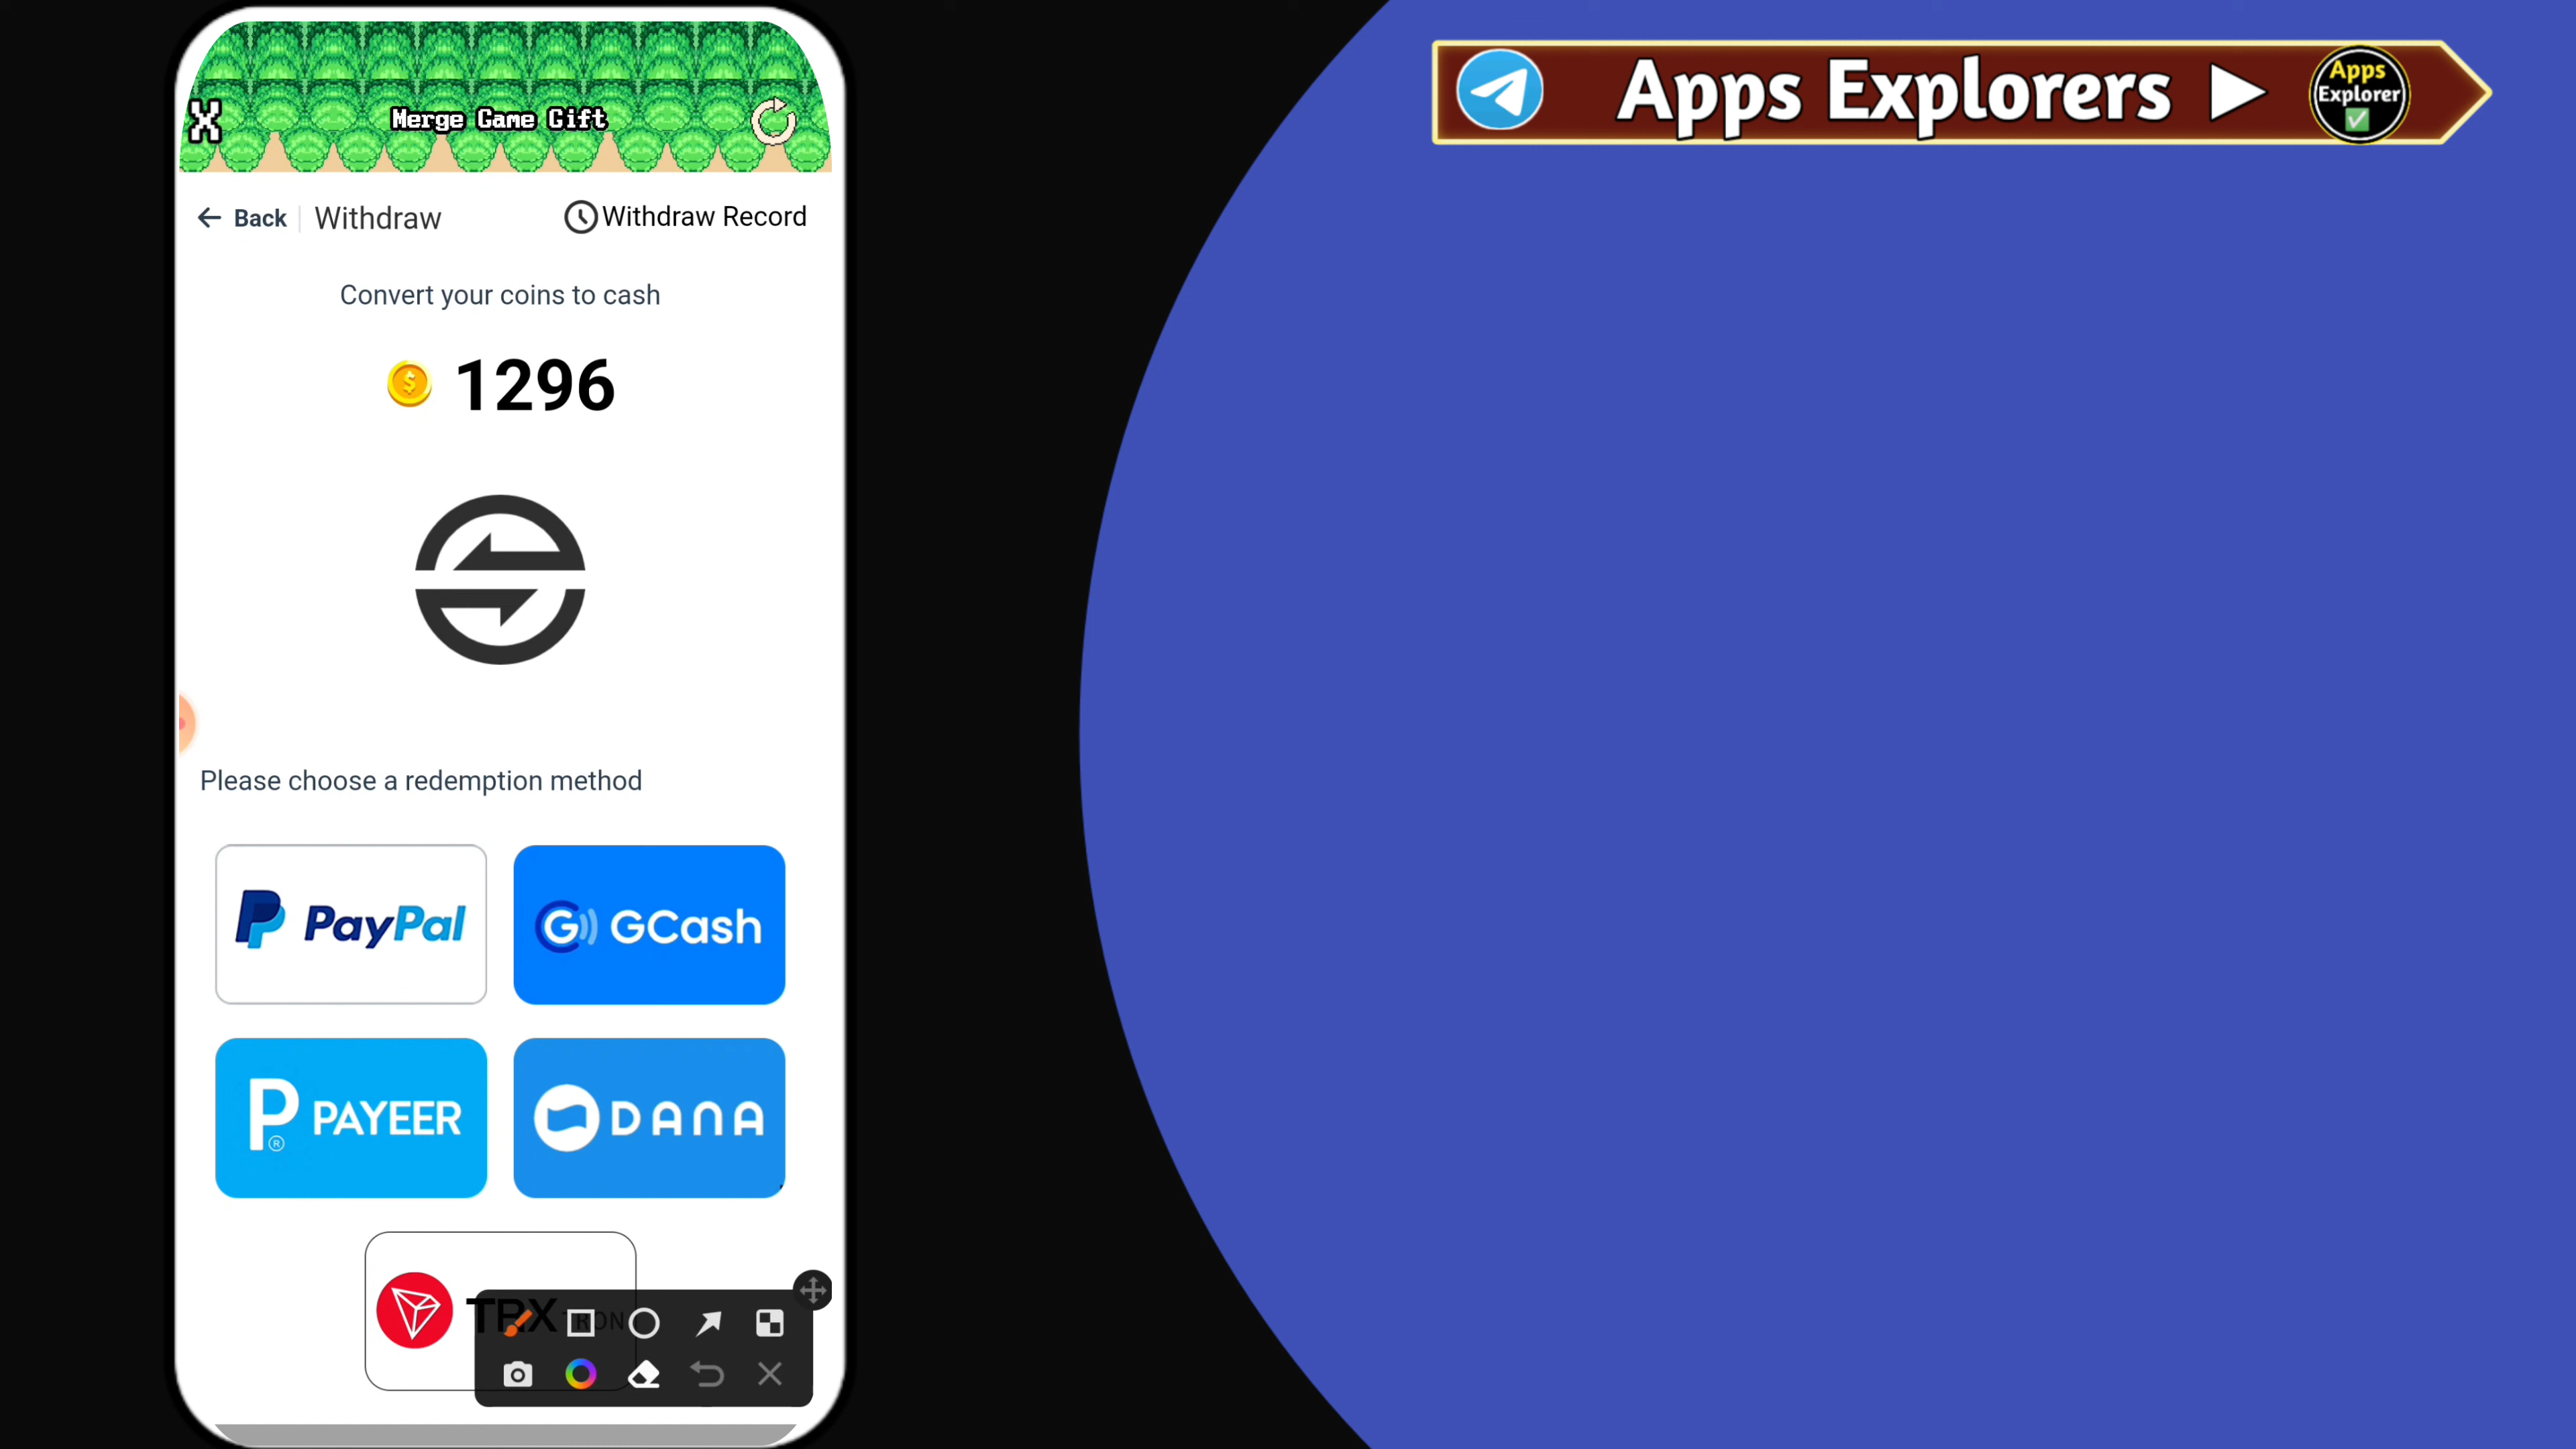 Apps Explorers
Apps
Explorer
Merge Game Gift
Back
Withdraw
Withdraw Record
Convert your coins to cash
1296
Please choose a redemption method
PayPal
G GCash
P PAYEER
®
DANA
TRX TRON